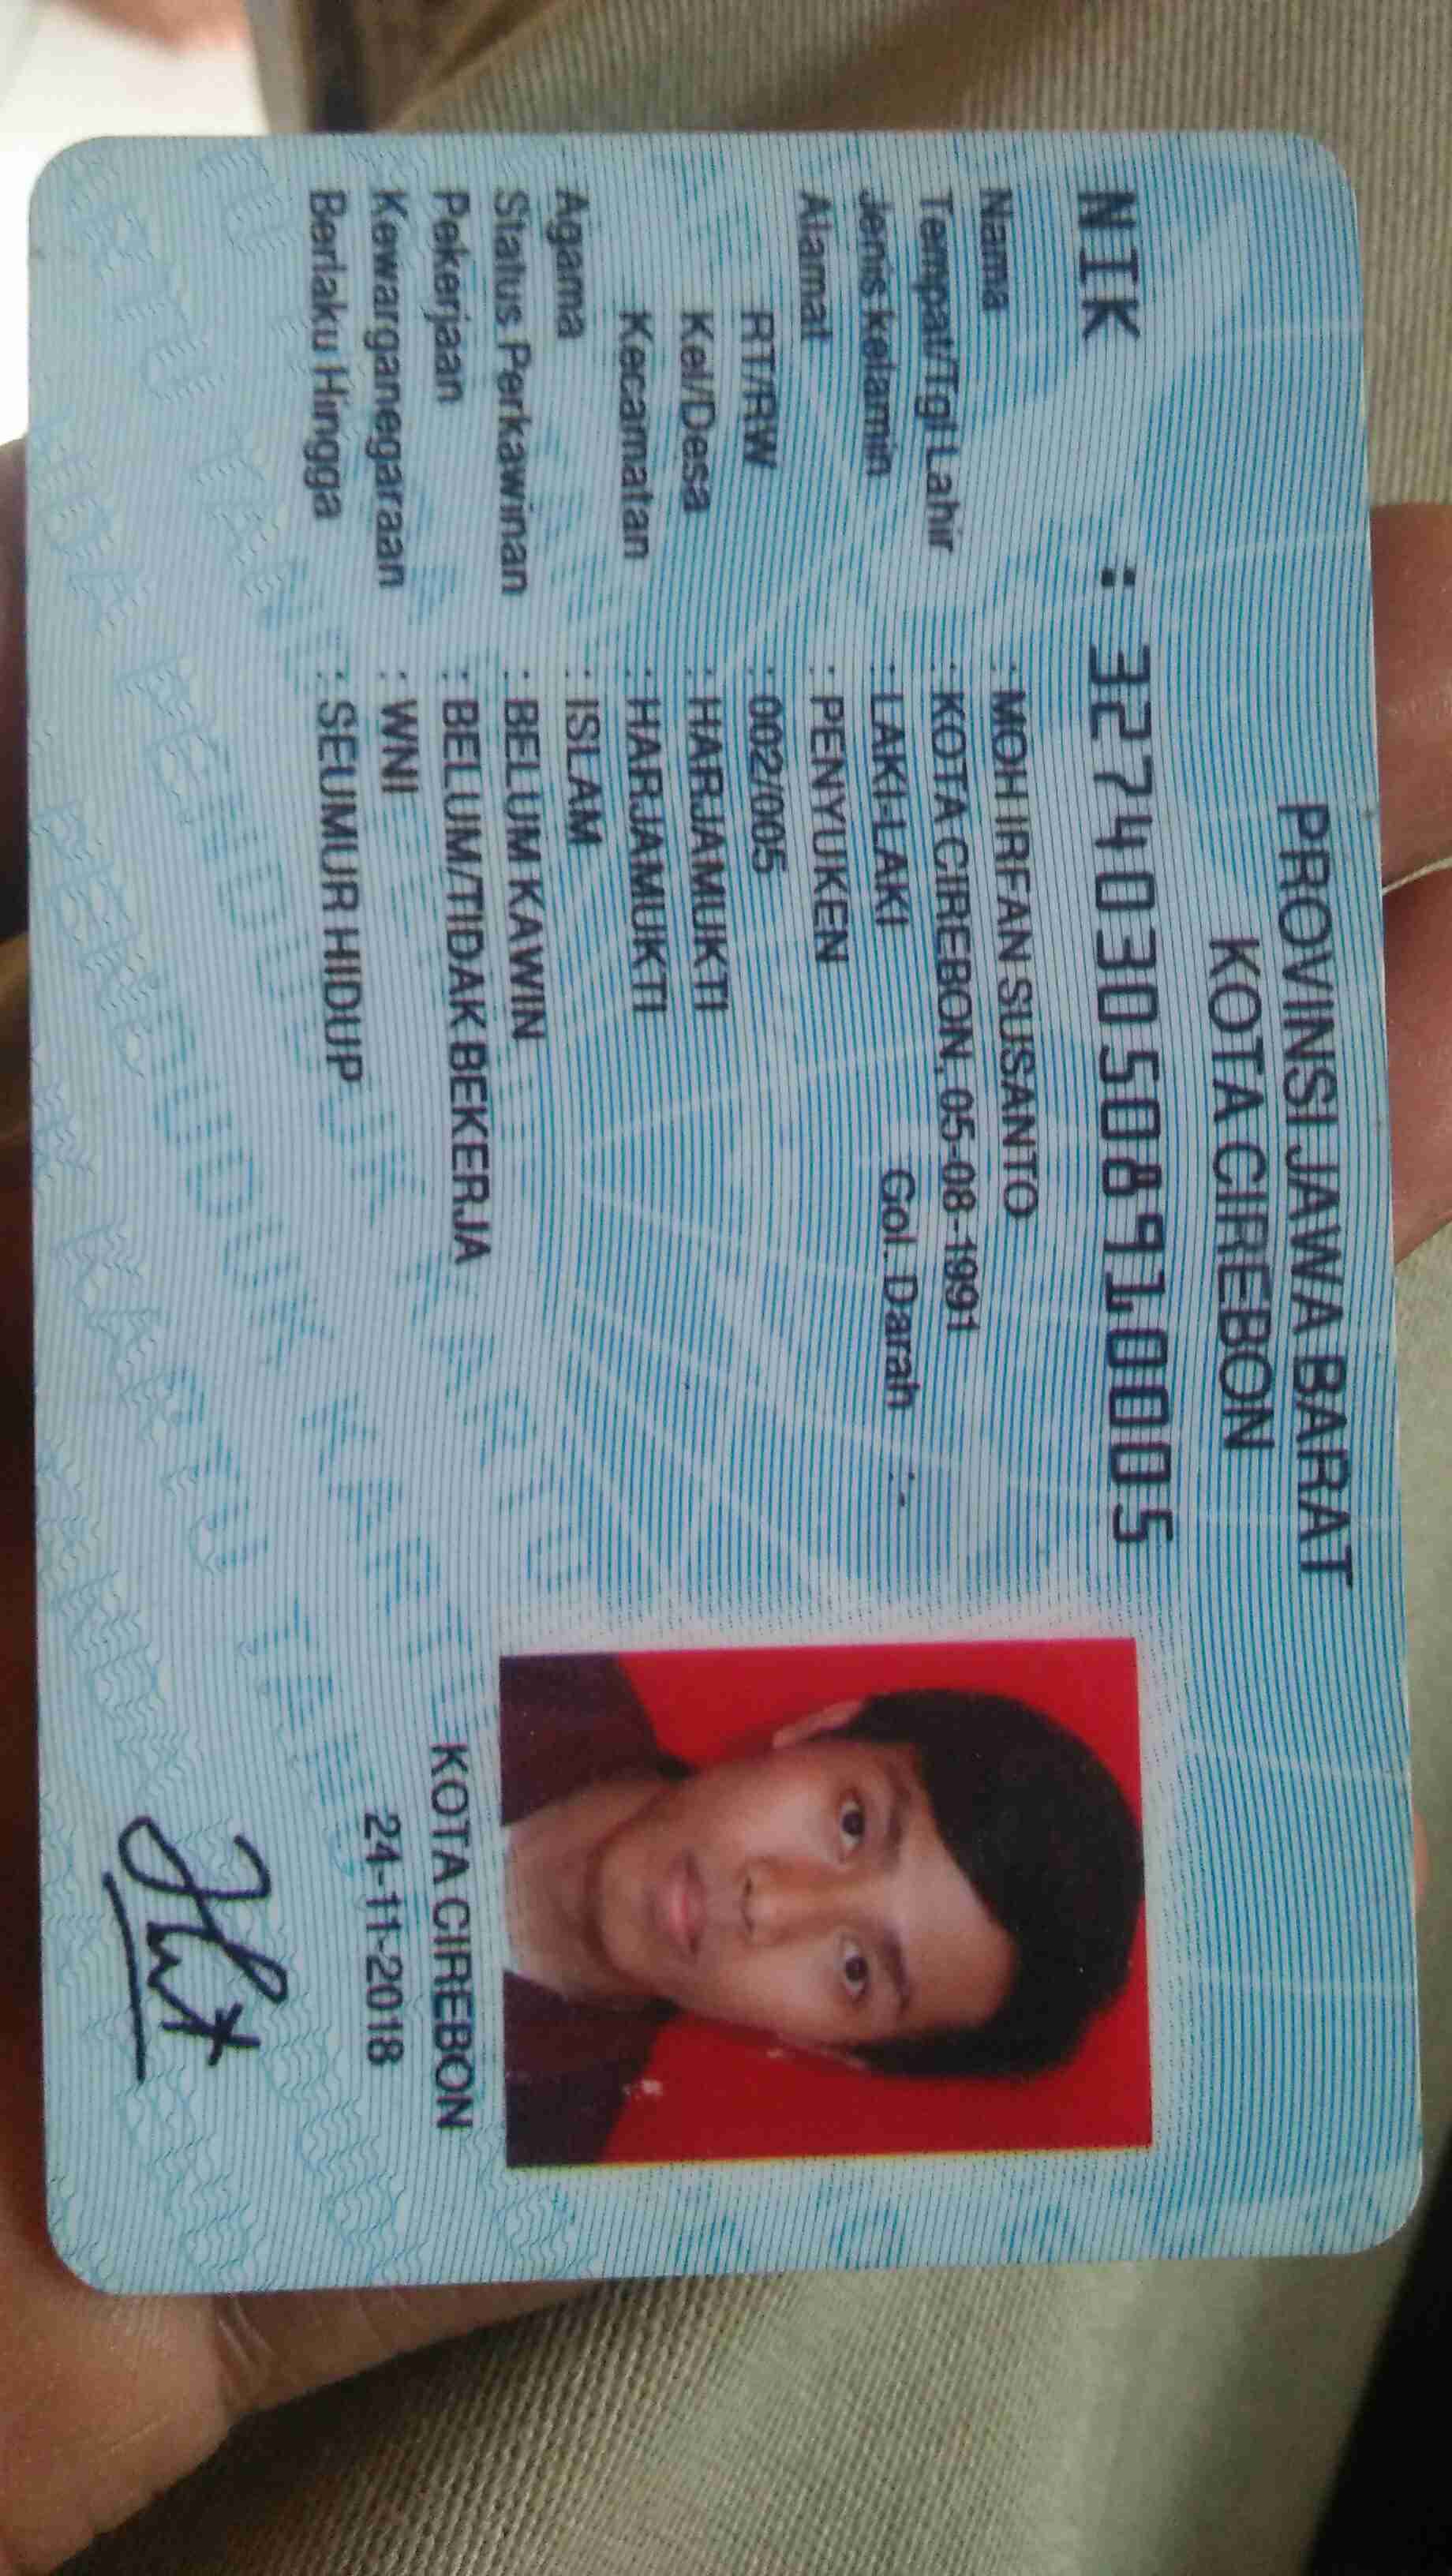 PROVINSI JAWA BARAT
KOTA CIREBON
NIK : 3274030508910005
Nama : MOH IRFAN SUSANTO
Tempat/Tgl Lahir : KOTA CIREBON, 05-08-1991
Jenis kelamin : LAKI-LAKI Gol. Darah : -
Alamat : PENYUKEN
RT/RW : 002/005
Kel/Desa : HARJAMUKTI
Kecamatan : HARJAMUKTI
Agama : ISLAM
Status Perkawinan : BELUM KAWIN
Pekerjaan : BELUM/TIDAK BEKERJA
Kewarganegaraan : WNI
Berlaku Hingga : SEUMUR HIDUP
KOTA CIREBON
24-11-2018